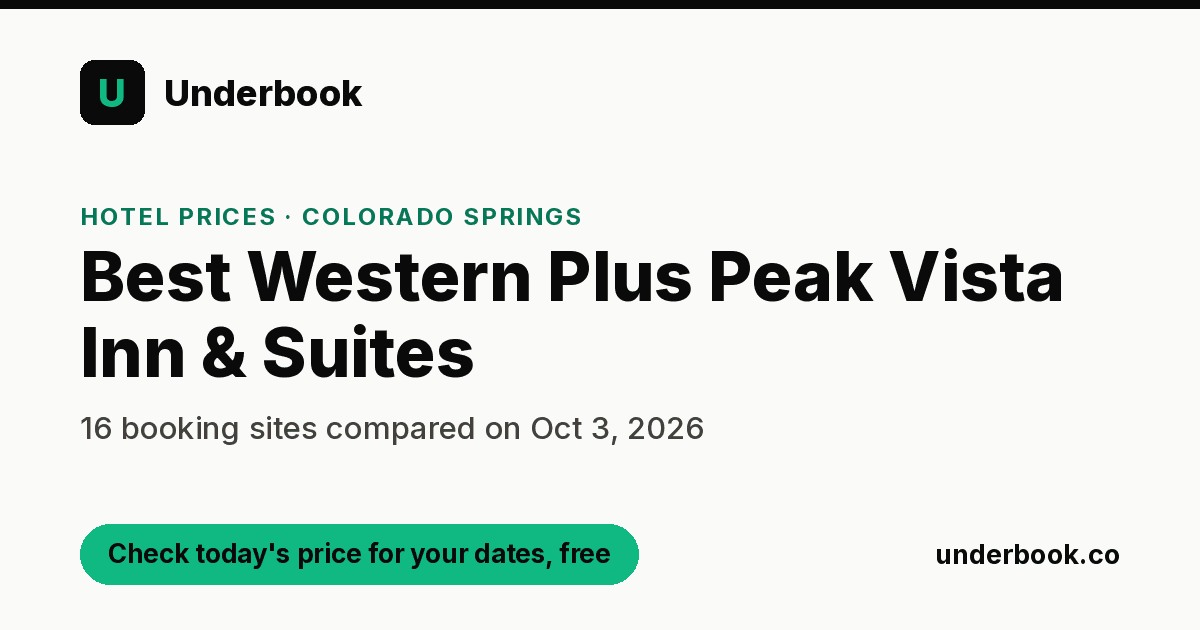 U Underbook
HOTEL PRICES · COLORADO SPRINGS
Best Western Plus Peak Vista
Inn & Suites
16 booking sites compared on Oct 3, 2026
Check today's price for your dates, free
underbook.co